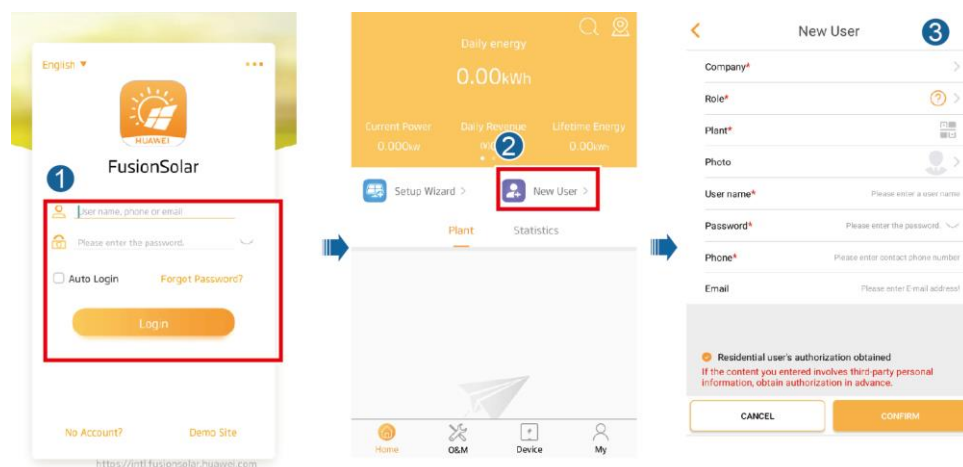 English ▼
HUAWEI
FusionSolar
1
User name, phone or email
Please enter the password.
Auto Login
Forgot Password?
Login
No Account?
Demo Site
https://intl.fusionsolar.huawei.com
Daily energy
0.00kWh
Current Power
Daily Revenue
Lifetime Energy
0.000kW
0.00kWh
2
Setup Wizard >
New User >
Plant
Statistics
Home
O&M
Device
My
New User
3
Company*
Role*
Plant*
Photo
User name*
Please enter a user name
Password*
Please enter the password.
Phone*
Please enter contact phone number
Email
Please enter E-mail address!
Residential user's authorization obtained
If the content you entered involves third-party personal
information, obtain authorization in advance.
CANCEL
CONFIRM